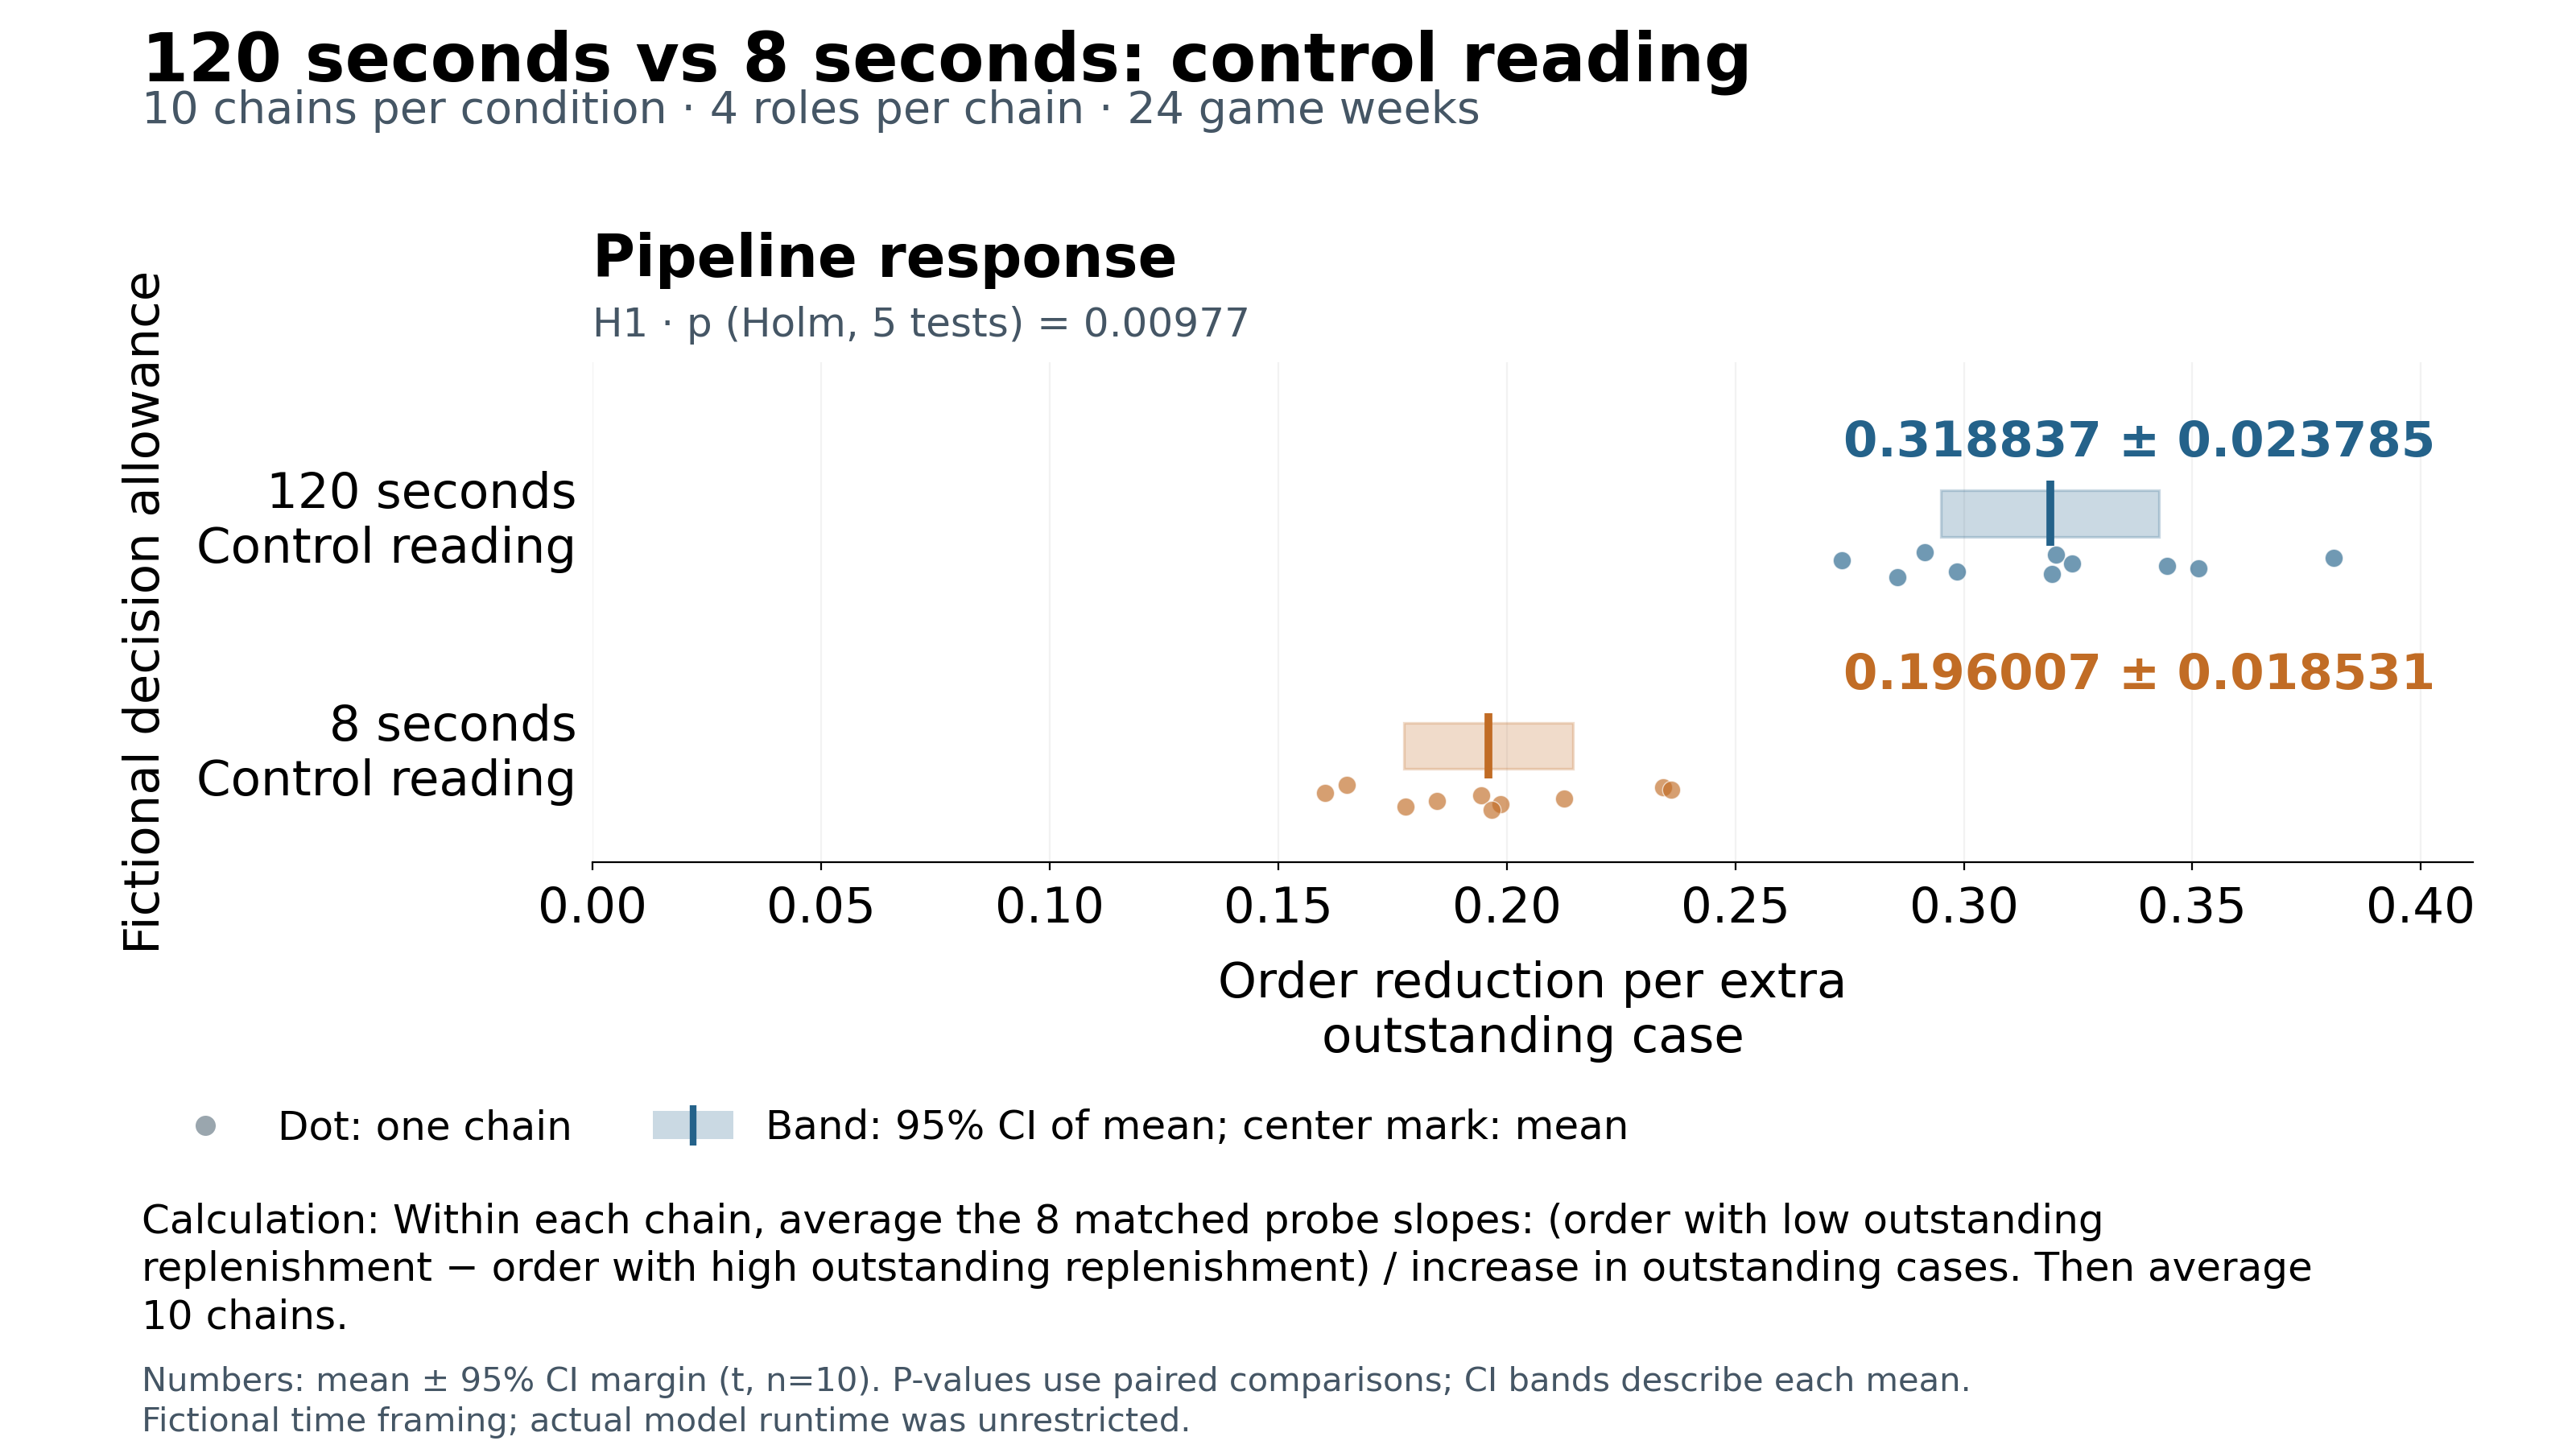 120 seconds vs 8 seconds: control reading
10 chains per condition · 4 roles per chain · 24 game weeks
Pipeline response
H1 · p (Holm, 5 tests) = 0.00977
Fictional decision allowance
0.318837 ± 0.023785
120 seconds
Control reading
0.196007 ± 0.018531
8 seconds
Control reading
0.00 0.05 0.10 0.15 0.20 0.25 0.30 0.35 0.40
Order reduction per extra
outstanding case
Dot: one chain Band: 95% CI of mean; center mark: mean
Calculation: Within each chain, average the 8 matched probe slopes: (order with low outstanding
replenishment − order with high outstanding replenishment) / increase in outstanding cases. Then average
10 chains.
Numbers: mean ± 95% CI margin (t, n=10). P-values use paired comparisons; CI bands describe each mean.
Fictional time framing; actual model runtime was unrestricted.